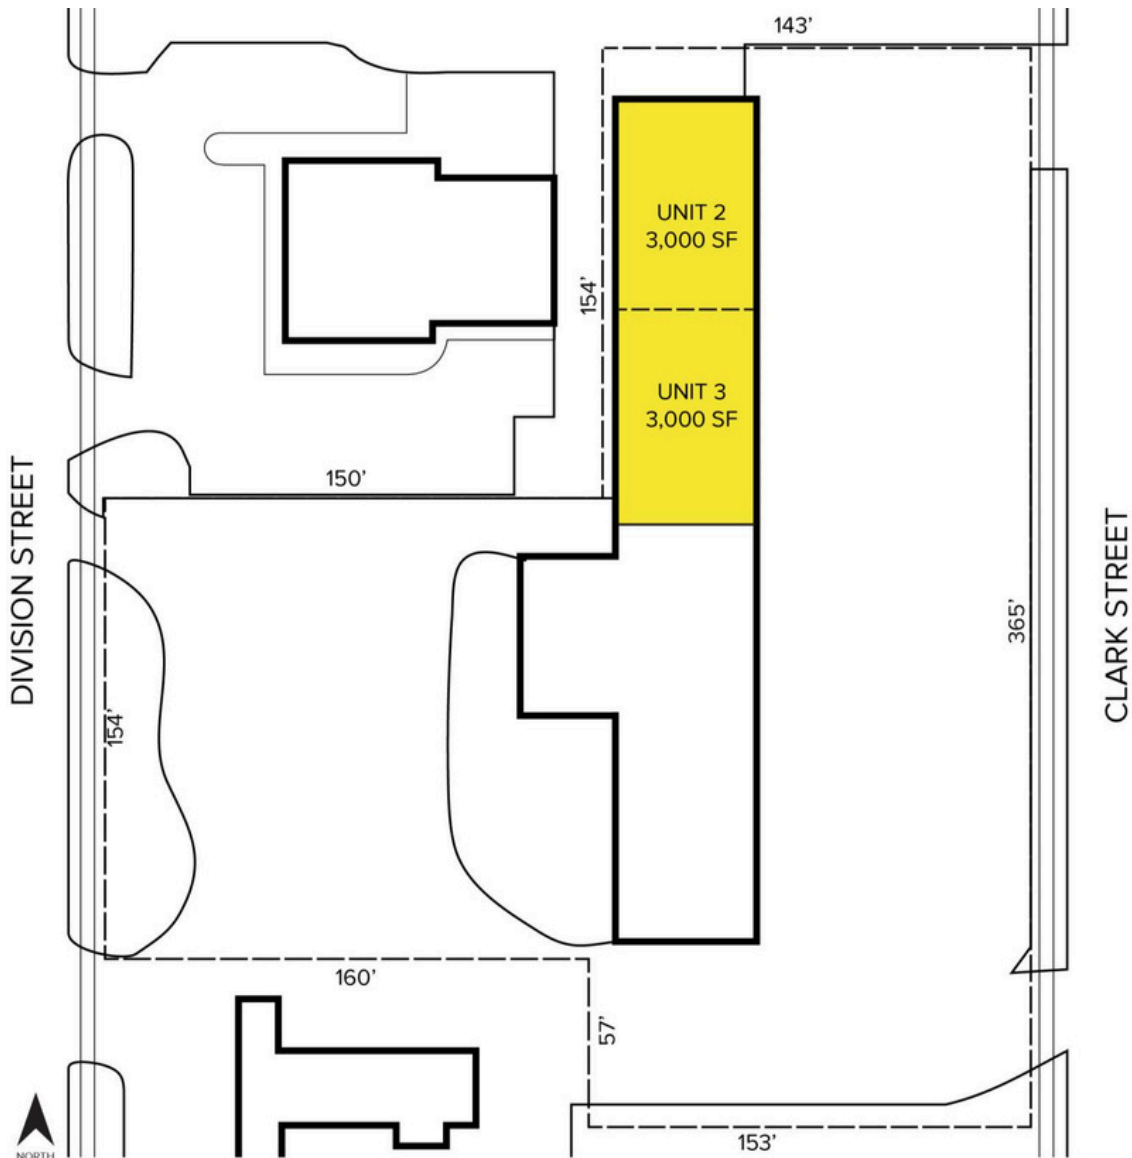 143’
UNIT 2
3,000 SF
154’
UNIT 3
3,000 SF
150’
DIVISION STREET
CLARK STREET
365’
154’
160’
57’
153’
NORTH